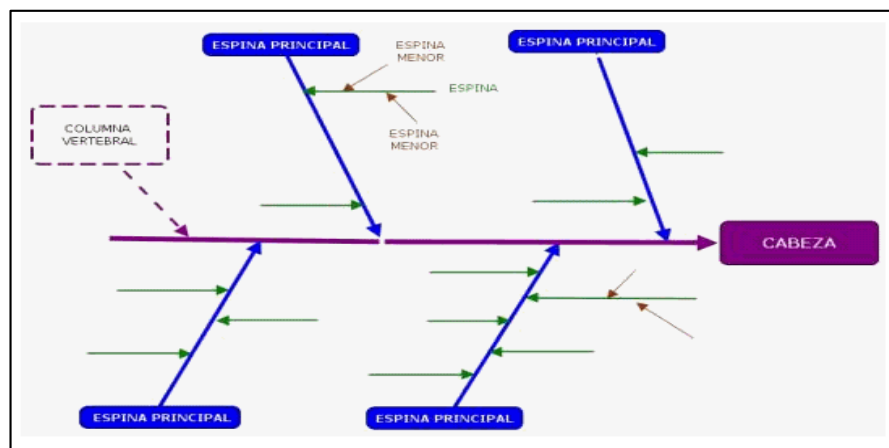 ESPINA PRINCIPAL
ESPINA
MENOR
ESPINA PRINCIPAL
ESPINA
COLUMNA
VERTEBRAL
ESPINA
MENOR
CABEZA
ESPINA PRINCIPAL
ESPINA PRINCIPAL